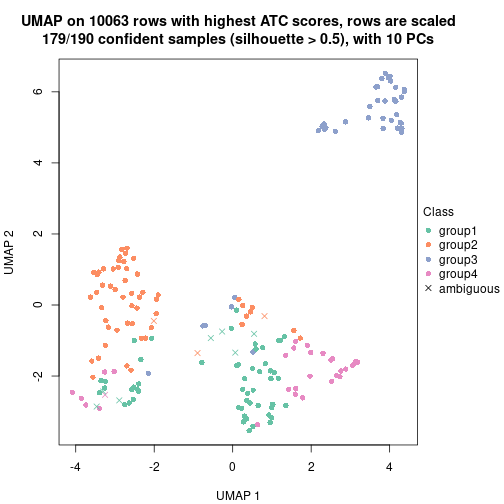 UMAP on 10063 rows with highest ATC scores, rows are scaled
179/190 confident samples (silhouette > 0.5), with 10 PCs
6
4
2
0
-2
UMAP 2
-4
-2
0
2
4
UMAP 1
Class
group1
group2
group3
group4
ambiguous